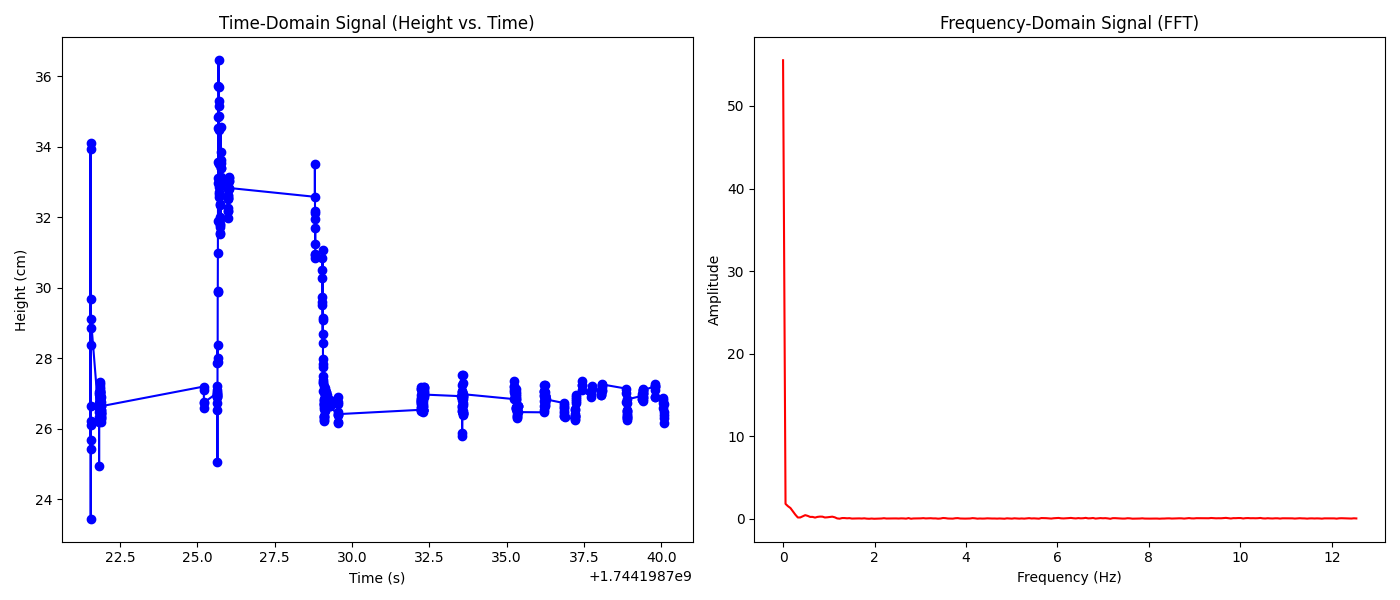 Time-Domain Signal (Height vs. Time)
Height (cm)
36
34
32
30
28
26
24
22.5 25.0 27.5 30.0 32.5 35.0 37.5 40.0
Time (s)
+1.7441987e9
Frequency-Domain Signal (FFT)
Amplitude
50
40
30
20
10
0
0 2 4 6 8 10 12
Frequency (Hz)